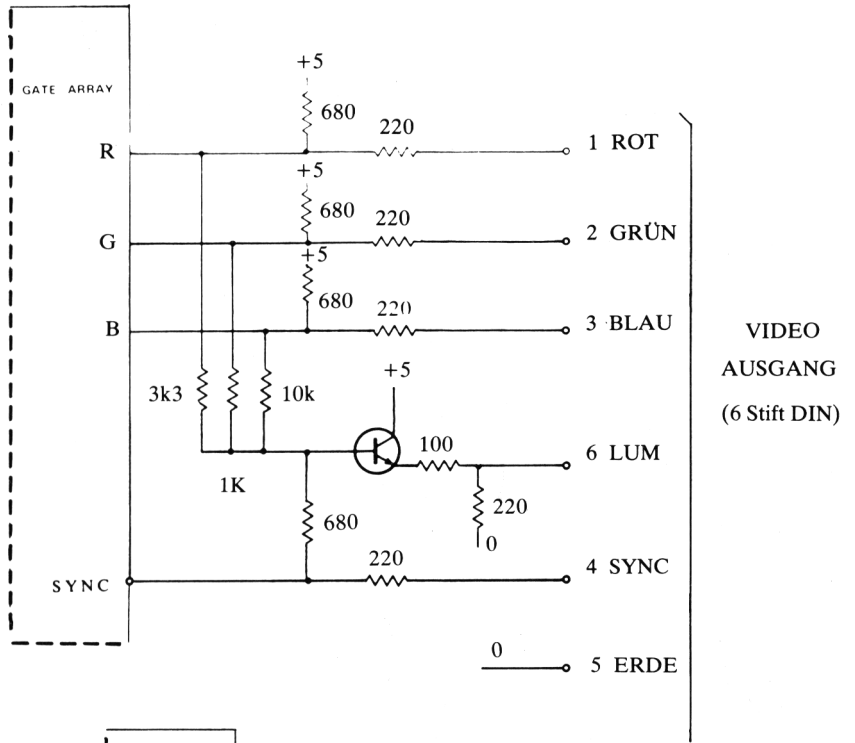 GATE ARRAY
+5
680
220
R
1 ROT
+5
680
220
G
2 GRÜN
+5
680
220
B
3 BLAU
VIDEO
AUSGANG
(6 Stift DIN)
3k3
10k
+5
100
6 LUM
1K
220
680
0
220
SYNC
4 SYNC
0
5 ERDE